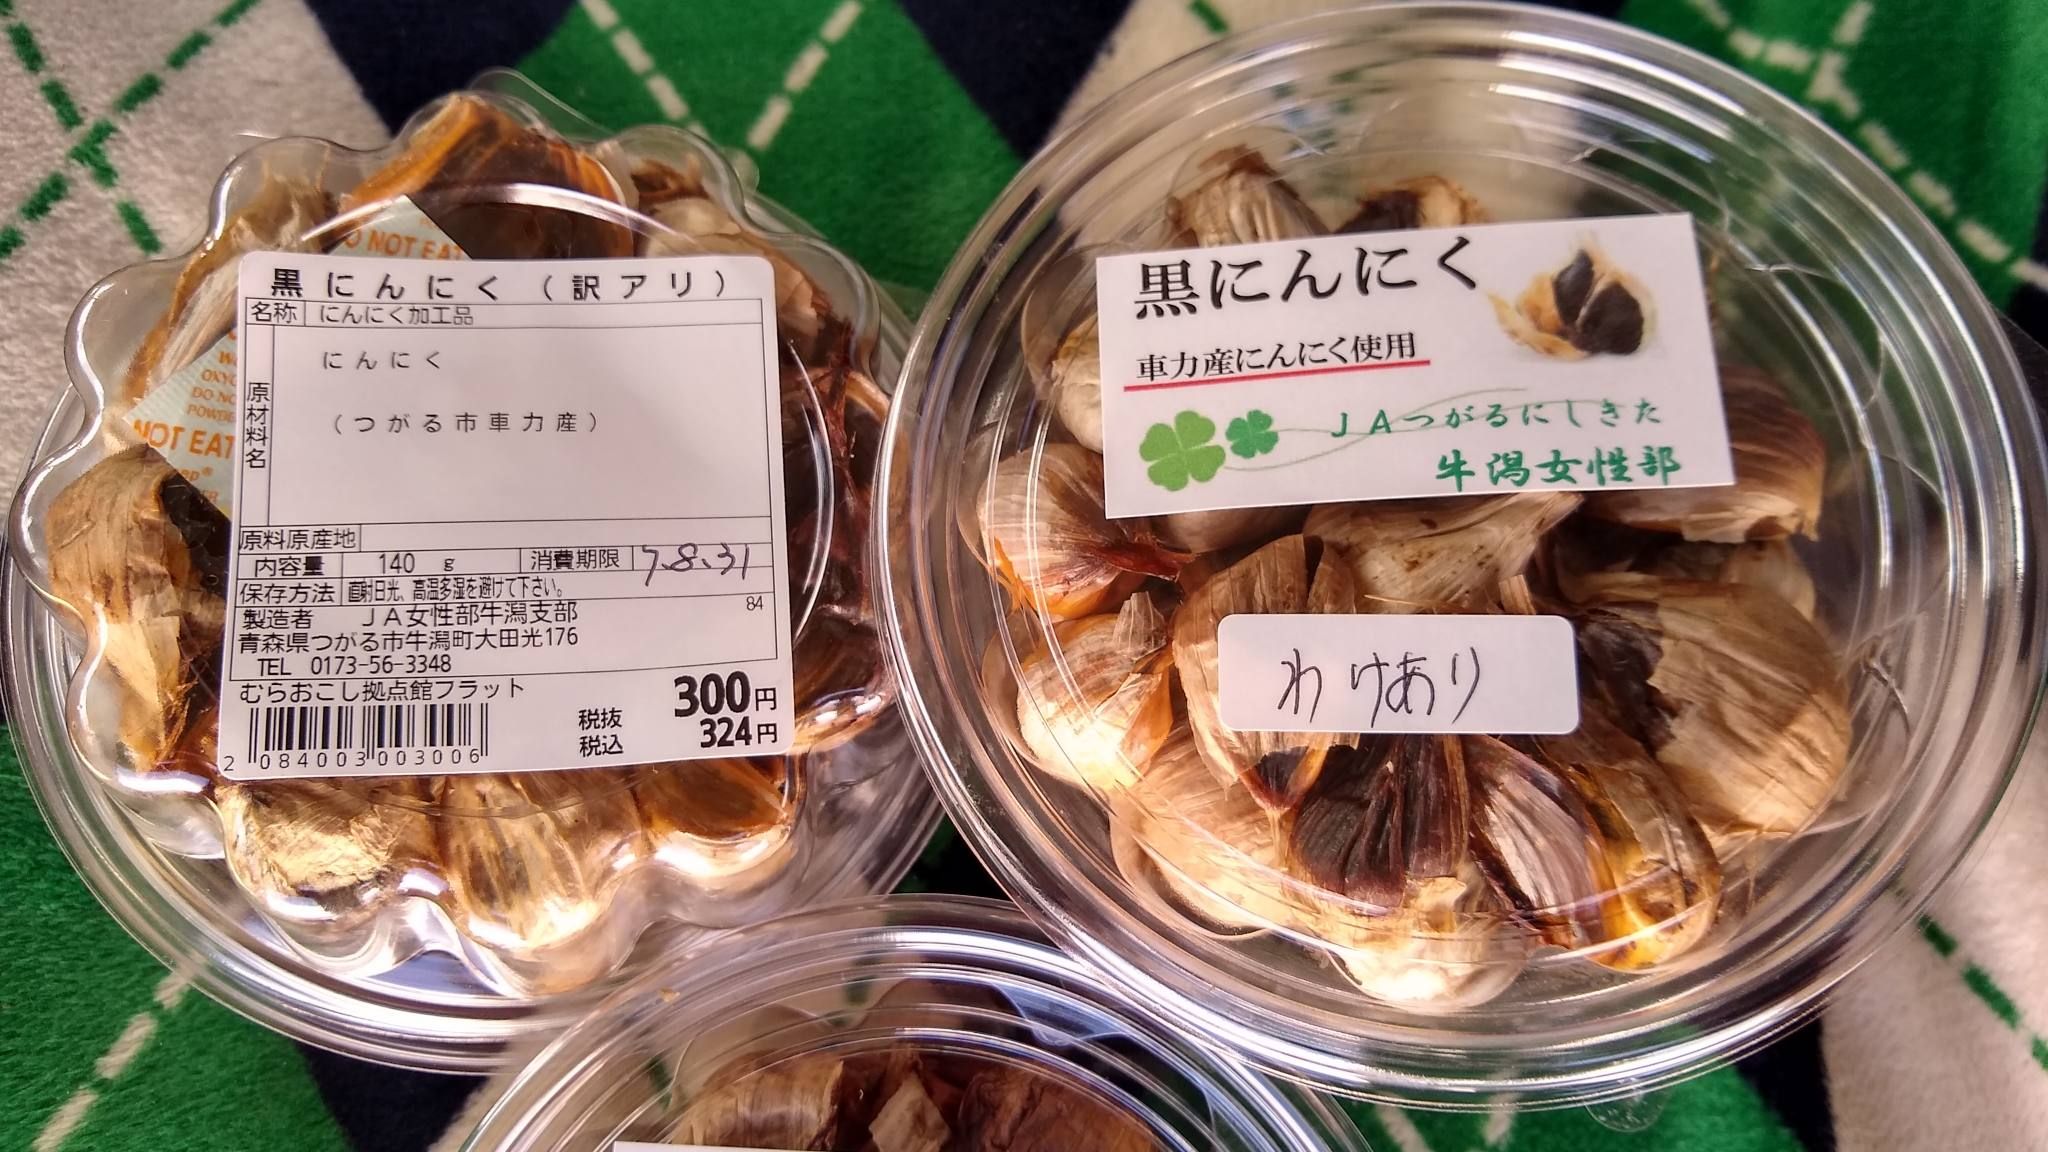 DO NOT EAT
OXYG
DO NO
POWDE
NOT EAT
黒にんにく(訳アリ)
名称 にんにく加工品
原材料名
にんにく
(つがる市車力産)
原料原産地
内容量 140 g 消費期限 7.8.31
保存方法 直射日光、高温多湿を避けて下さい。
製造者 JA女性部牛潟支部 84
青森県つがる市牛潟町大田光176
TEL 0173-56-3348
むらおこし拠点館フラット
税抜 300円
税込 324円
2 084003 003006
黒にんにく
車力産にんにく使用
JAつがるにしきた
牛潟女性部
わけあり